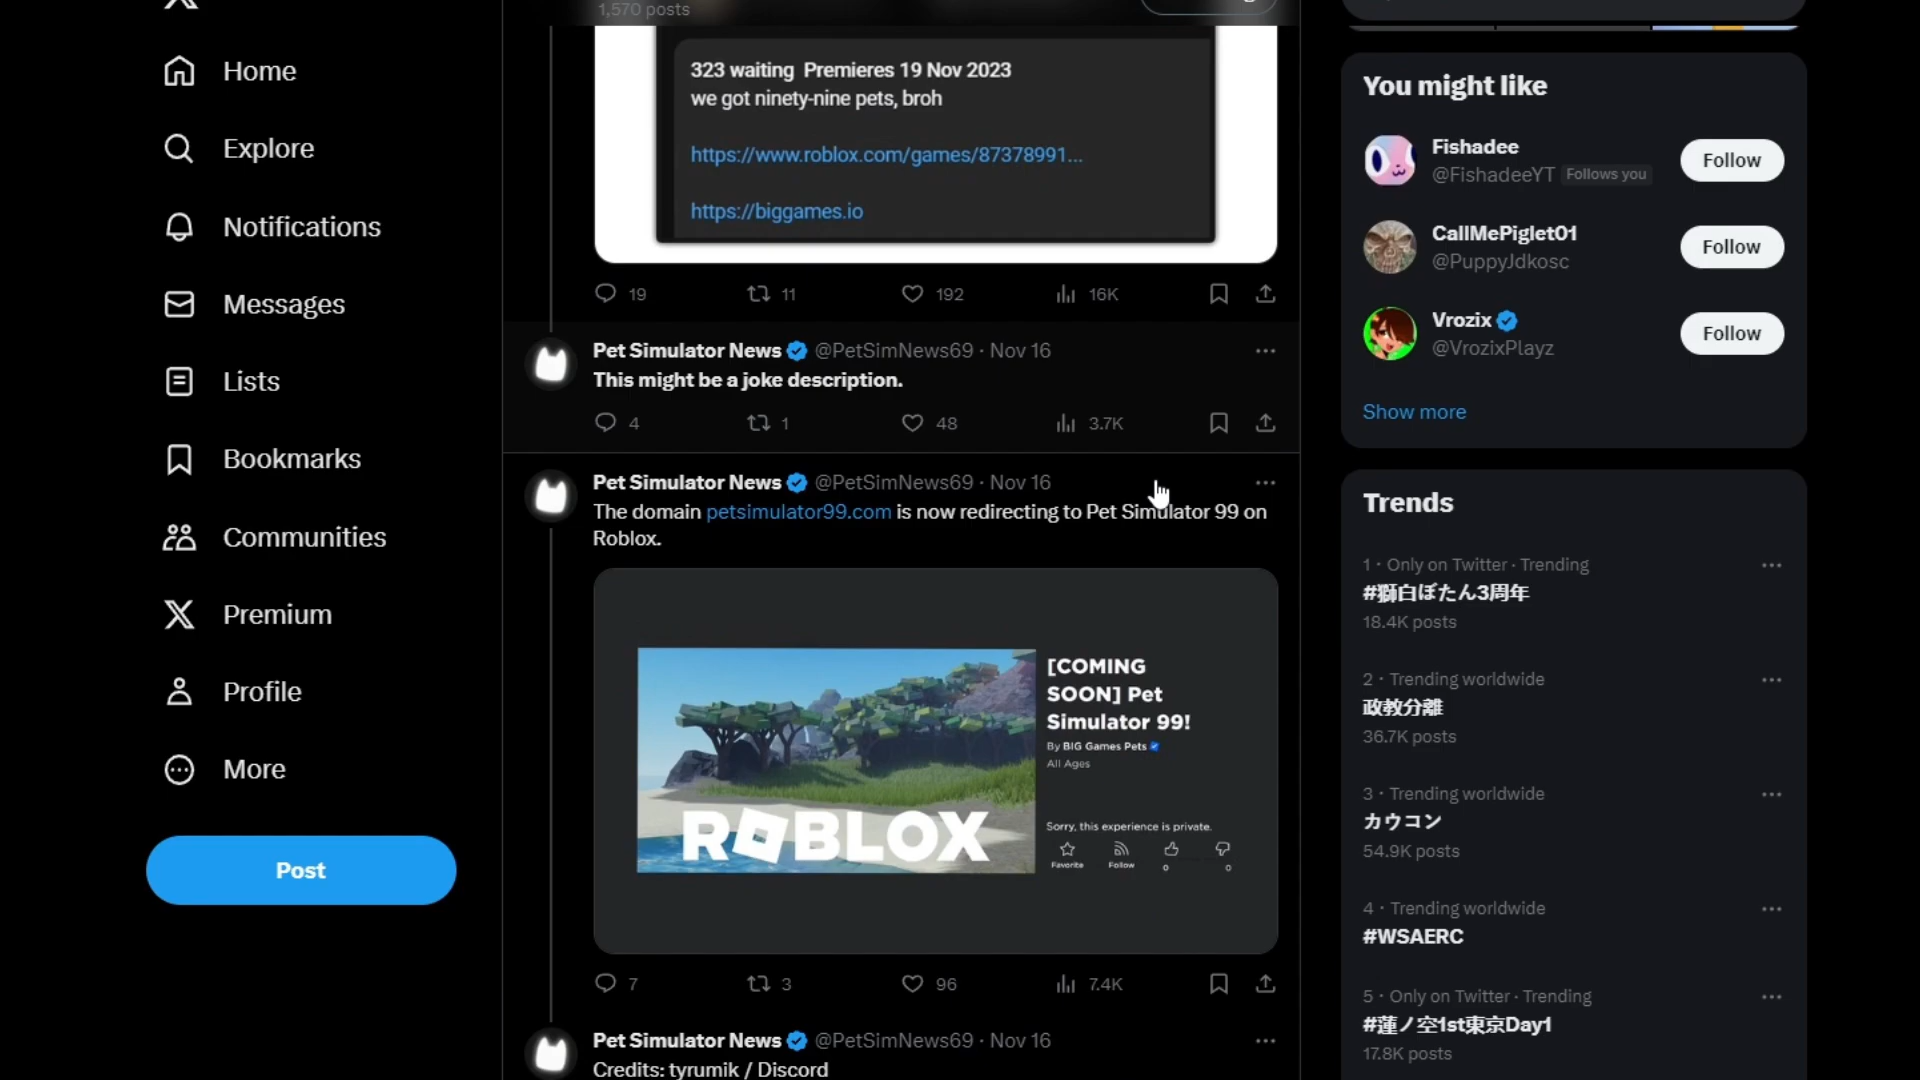 1,570 posts
Home
Explore
Notifications
Messages
Lists
Bookmarks
Communities
Premium
Profile
More
Post
323 waiting Premieres 19 Nov 2023
we got ninety-nine pets, broh
https://www.roblox.com/games/87378991...
https://biggames.io
19 11 192 16K
Pet Simulator News @PetSimNews69 · Nov 16
This might be a joke description.
4 1 48 3.7K
Pet Simulator News @PetSimNews69 · Nov 16
The domain petsimulator99.com is now redirecting to Pet Simulator 99 on
Roblox.
ROBLOX
[COMING
SOON] Pet
Simulator 99!
By BIG Games Pets
All Ages
Sorry, this experience is private.
Favorite Follow 0 0
7 3 96 7.4K
Pet Simulator News @PetSimNews69 · Nov 16
Credits: tyrumik / Discord
You might like
Fishadee
@FishadeeYT Follows you
Follow
CallMePiglet01
@PuppyJdkosc
Follow
Vrozix
@VrozixPlayz
Follow
Show more
Trends
1 · Only on Twitter · Trending
#獅白ぼたん3周年
18.4K posts
2 · Trending worldwide
政教分離
36.7K posts
3 · Trending worldwide
カウコン
54.9K posts
4 · Trending worldwide
#WSAERC
5 · Only on Twitter · Trending
#蓮ノ空1st東京Day1
17.8K posts